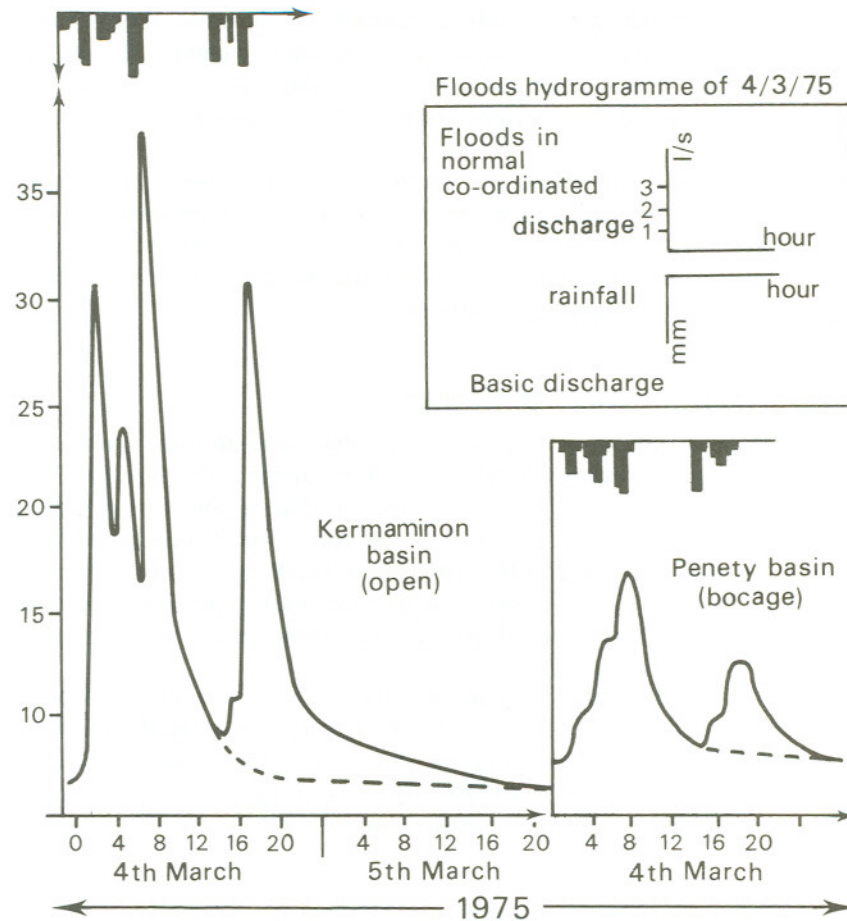 Floods hydrogramme of 4/3/75
Floods in
normal
co-ordinated
discharge
l/s
3
2
1
hour
rainfall
hour
mm
Basic discharge
35
30
25
20
15
10
Kermaminon
basin
(open)
Penety basin
(bocage)
0 4 8 12 16 20 4 8 12 16 20
4th March 5th March
4 8 12 16 20
4th March
1975